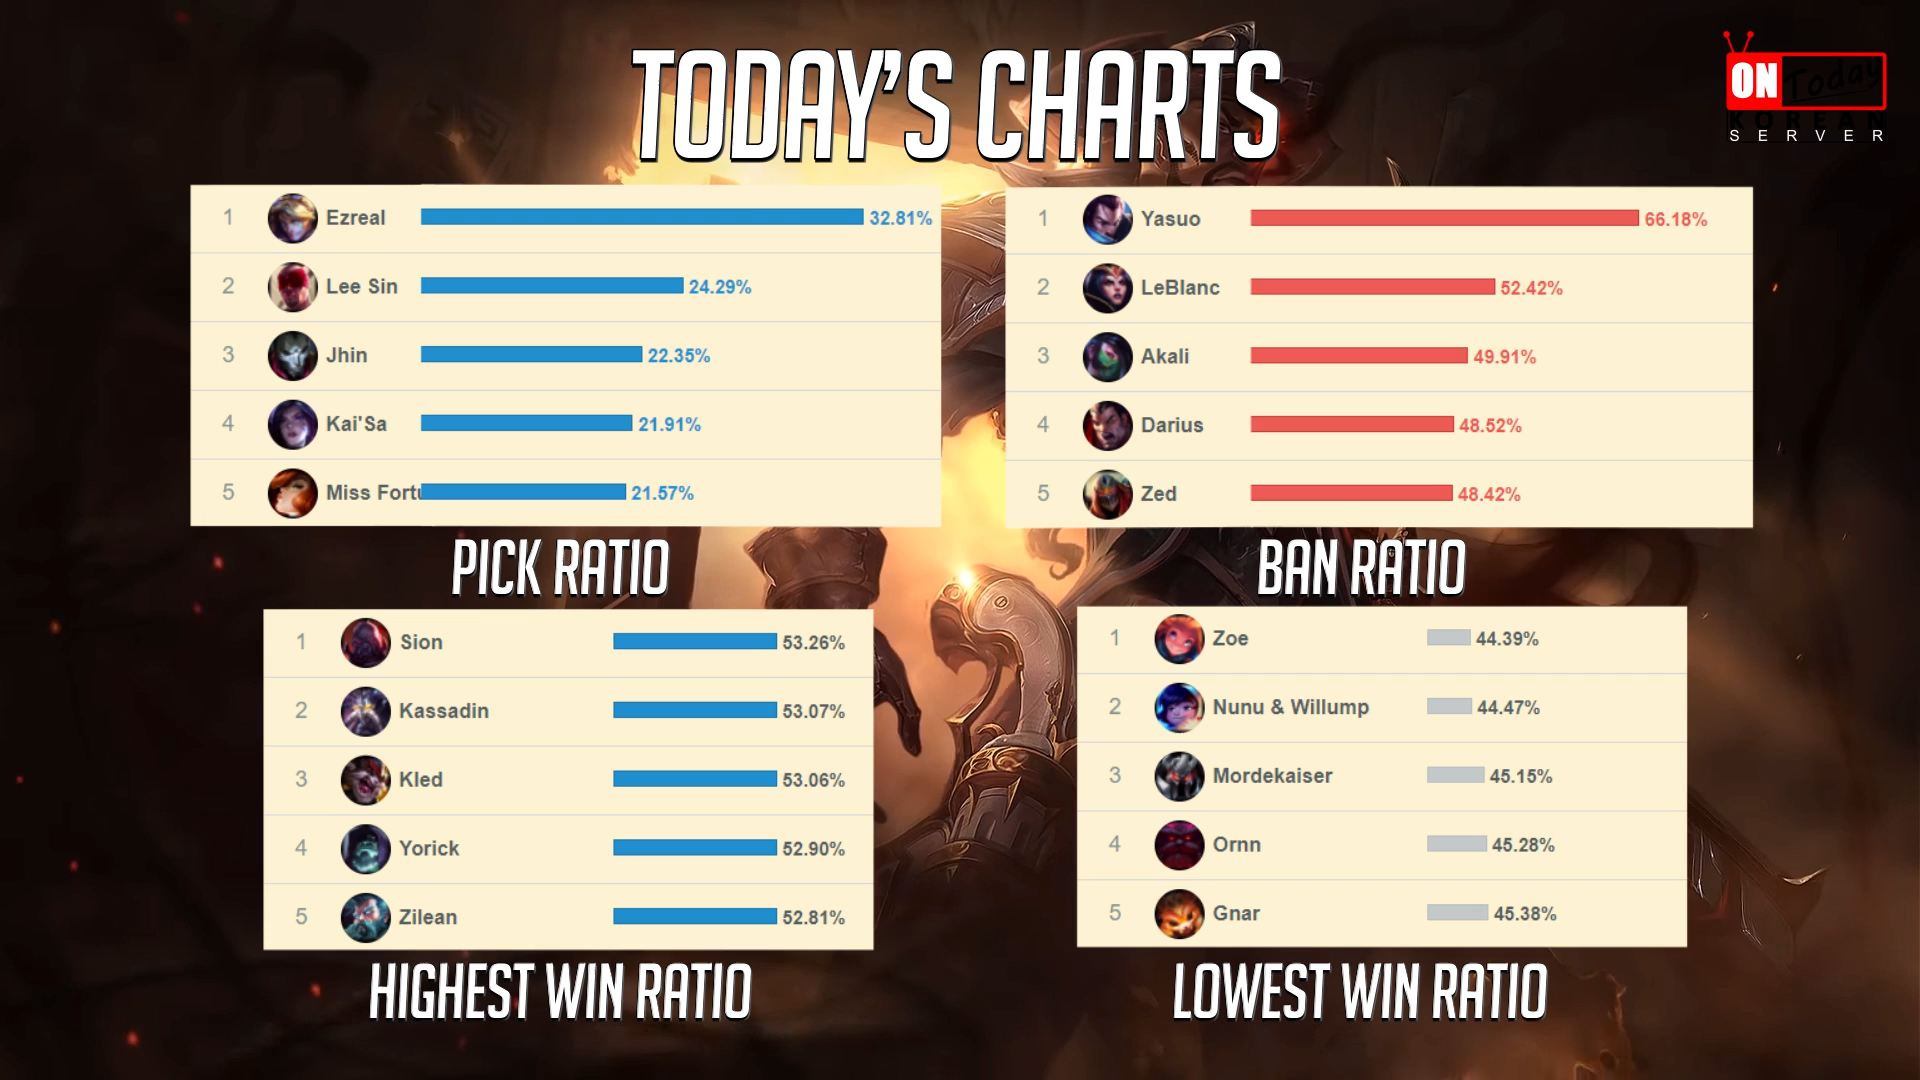 TODAY'S CHARTS
ON Today
KOREAN
SERVER
1 Ezreal 32.81%
2 Lee Sin 24.29%
3 Jhin 22.35%
4 Kai'Sa 21.91%
5 Miss Fortu 21.57%
PICK RATIO
1 Yasuo 66.18%
2 LeBlanc 52.42%
3 Akali 49.91%
4 Darius 48.52%
5 Zed 48.42%
BAN RATIO
1 Sion 53.26%
2 Kassadin 53.07%
3 Kled 53.06%
4 Yorick 52.90%
5 Zilean 52.81%
HIGHEST WIN RATIO
1 Zoe 44.39%
2 Nunu & Willump 44.47%
3 Mordekaiser 45.15%
4 Ornn 45.28%
5 Gnar 45.38%
LOWEST WIN RATIO